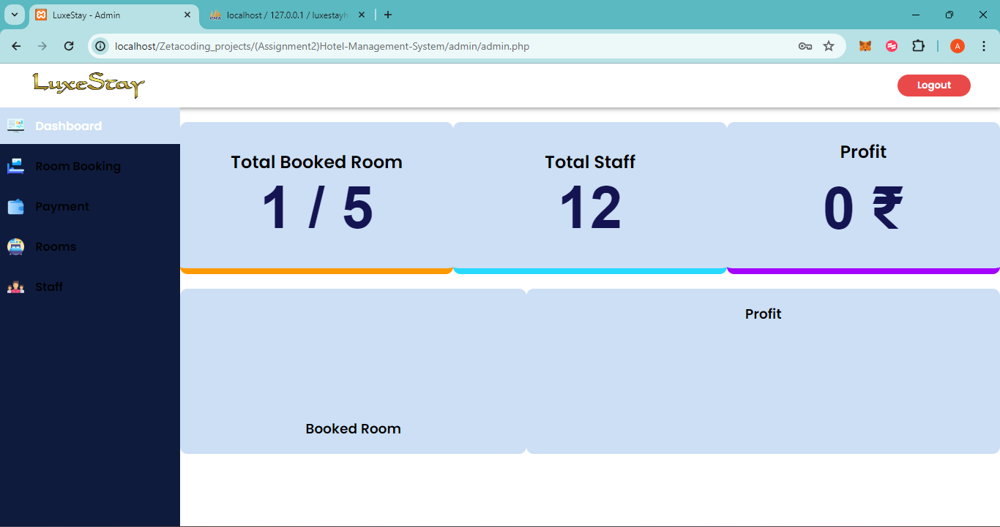 LuxeStay - Admin
localhost / 127.0.0.1 / luxestayh
localhost/Zetacoding_projects/(Assignment2)Hotel-Management-System/admin/admin.php
A
LuxeStay
Logout
Dashboard
Room Booking
Payment
Rooms
Staff
Total Booked Room
1 / 5
Total Staff
12
Profit
0 ₹
Booked Room
Profit